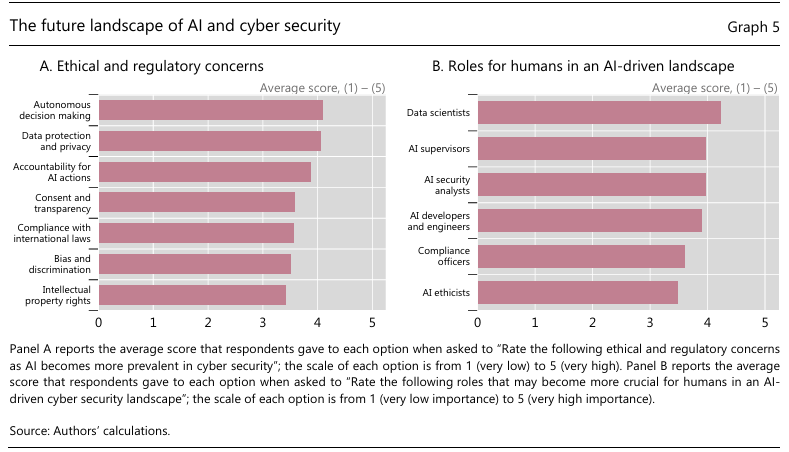 The future landscape of AI and cyber security
Graph 5
A. Ethical and regulatory concerns
Average score, (1) – (5)
Autonomous
decision making
Data protection
and privacy
Accountability for
AI actions
Consent and
transparency
Compliance with
international laws
Bias and
discrimination
Intellectual
property rights
0 1 2 3 4 5
B. Roles for humans in an AI-driven landscape
Average score, (1) – (5)
Data scientists
AI supervisors
AI security
analysts
AI developers
and engineers
Compliance
officers
AI ethicists
0 1 2 3 4 5
Panel A reports the average score that respondents gave to each option when asked to “Rate the following ethical and regulatory concerns
as AI becomes more prevalent in cyber security”; the scale of each option is from 1 (very low) to 5 (very high). Panel B reports the average
score that respondents gave to each option when asked to “Rate the following roles that may become more crucial for humans in an AI-
driven cyber security landscape”; the scale of each option is from 1 (very low importance) to 5 (very high importance).
Source: Authors’ calculations.